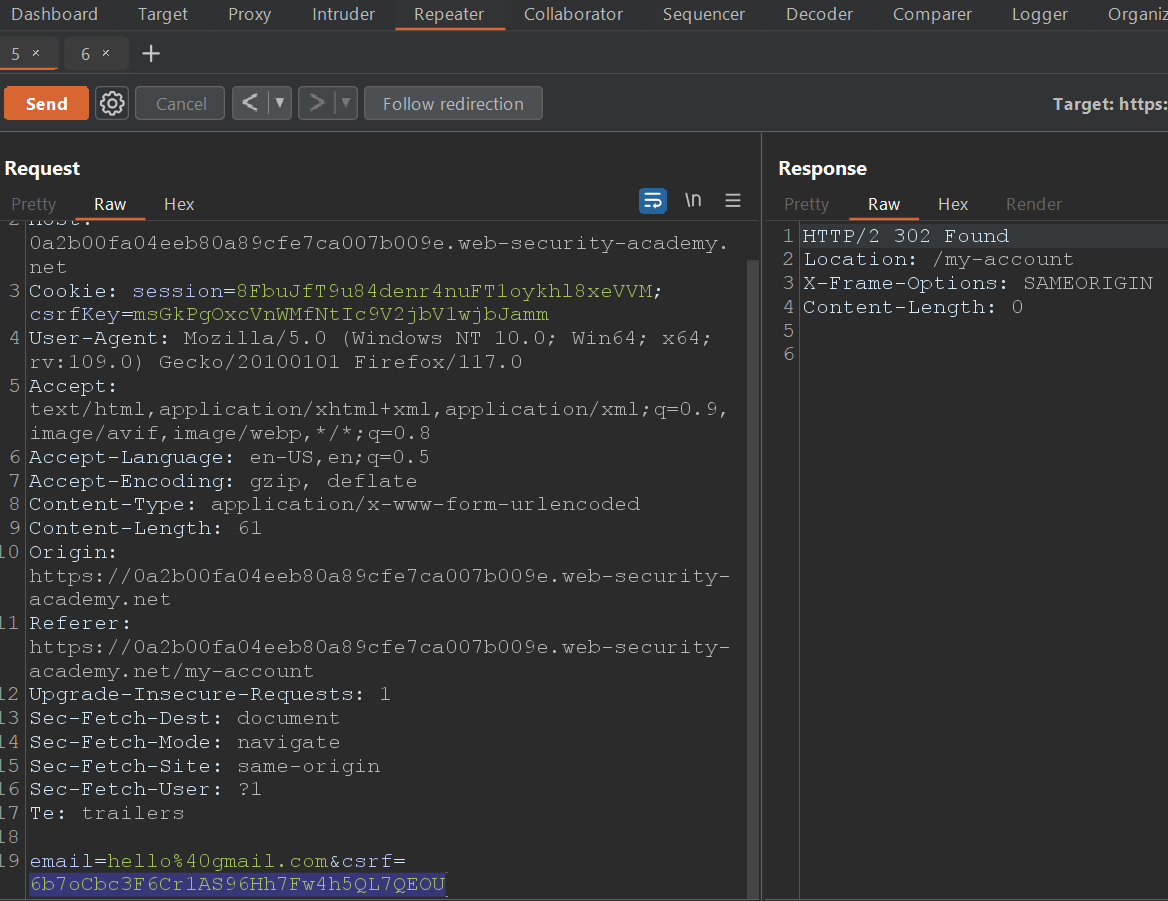 Dashboard Target Proxy Intruder Repeater Collaborator Sequencer Decoder Comparer Logger Organiz
5 × 6 × +
Send Cancel < ▼ > ▼ Follow redirection Target: https:
Request
Pretty Raw Hex \n
2 Host:
0a2b00fa04eeb80a89cfe7ca007b009e.web-security-academy.
net
3 Cookie: session=8FbuJfT9u84denr4nuFT1oykhl8xeVVM;
csrfKey=msGkPgOxcVnWMfNtIc9V2jbV1wjbJamm
4 User-Agent: Mozilla/5.0 (Windows NT 10.0; Win64; x64;
rv:109.0) Gecko/20100101 Firefox/117.0
5 Accept:
text/html,application/xhtml+xml,application/xml;q=0.9,
image/avif,image/webp,*/*;q=0.8
6 Accept-Language: en-US,en;q=0.5
7 Accept-Encoding: gzip, deflate
8 Content-Type: application/x-www-form-urlencoded
9 Content-Length: 61
10 Origin:
https://0a2b00fa04eeb80a89cfe7ca007b009e.web-security-
academy.net
11 Referer:
https://0a2b00fa04eeb80a89cfe7ca007b009e.web-security-
academy.net/my-account
12 Upgrade-Insecure-Requests: 1
13 Sec-Fetch-Dest: document
14 Sec-Fetch-Mode: navigate
15 Sec-Fetch-Site: same-origin
16 Sec-Fetch-User: ?1
17 Te: trailers
18
19 email=hello%40gmail.com&csrf=
6b7oCbc3F6Cr1AS96Hh7Fw4h5QL7QEOU
Response
Pretty Raw Hex Render
1 HTTP/2 302 Found
2 Location: /my-account
3 X-Frame-Options: SAMEORIGIN
4 Content-Length: 0
5
6